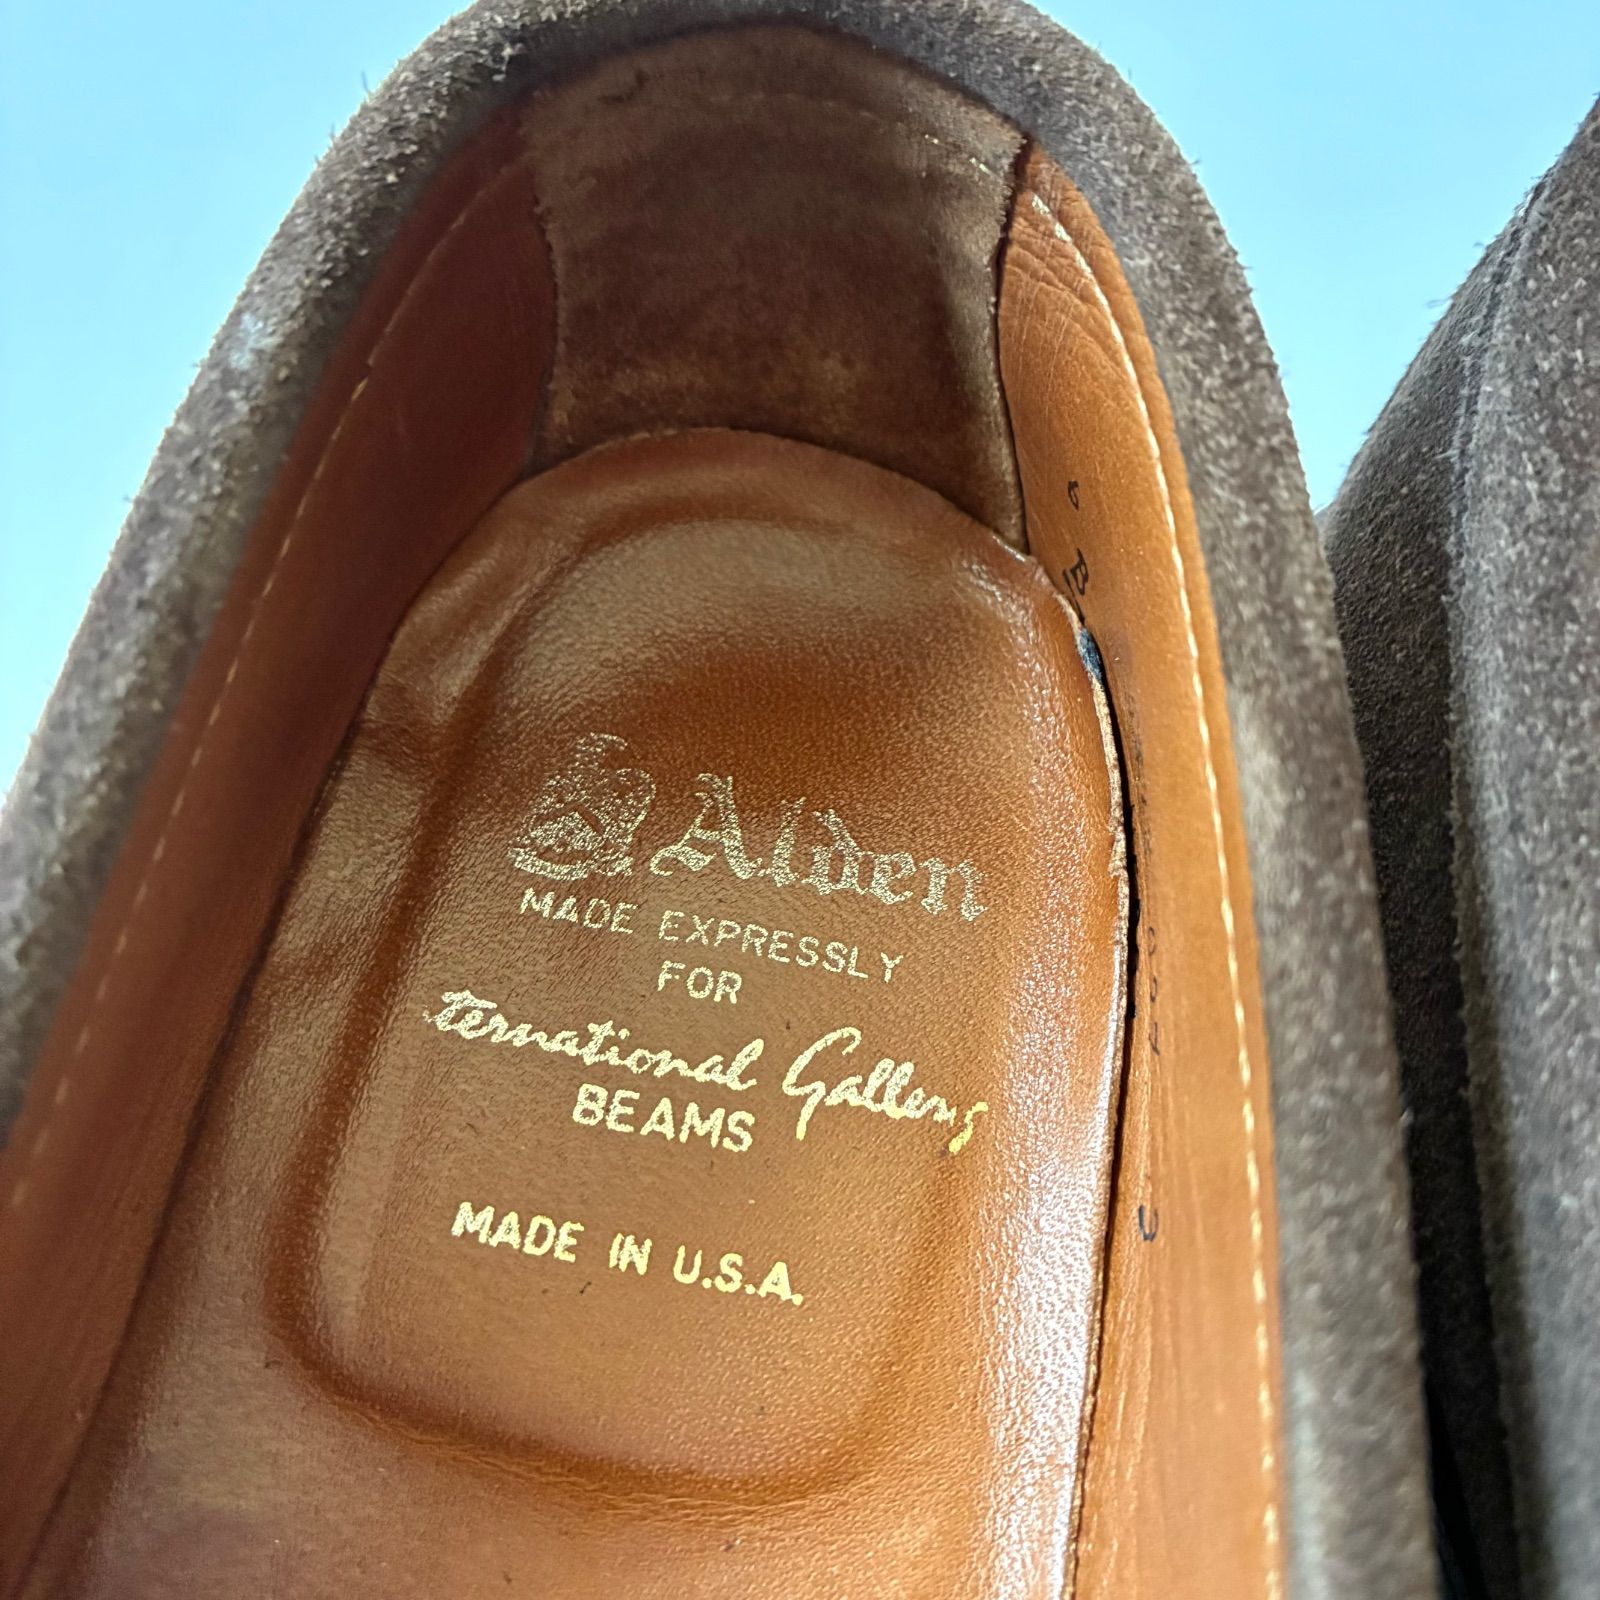 Alden
MADE EXPRESSLY
FOR
ternational Gallery
BEAMS
MADE IN U.S.A.